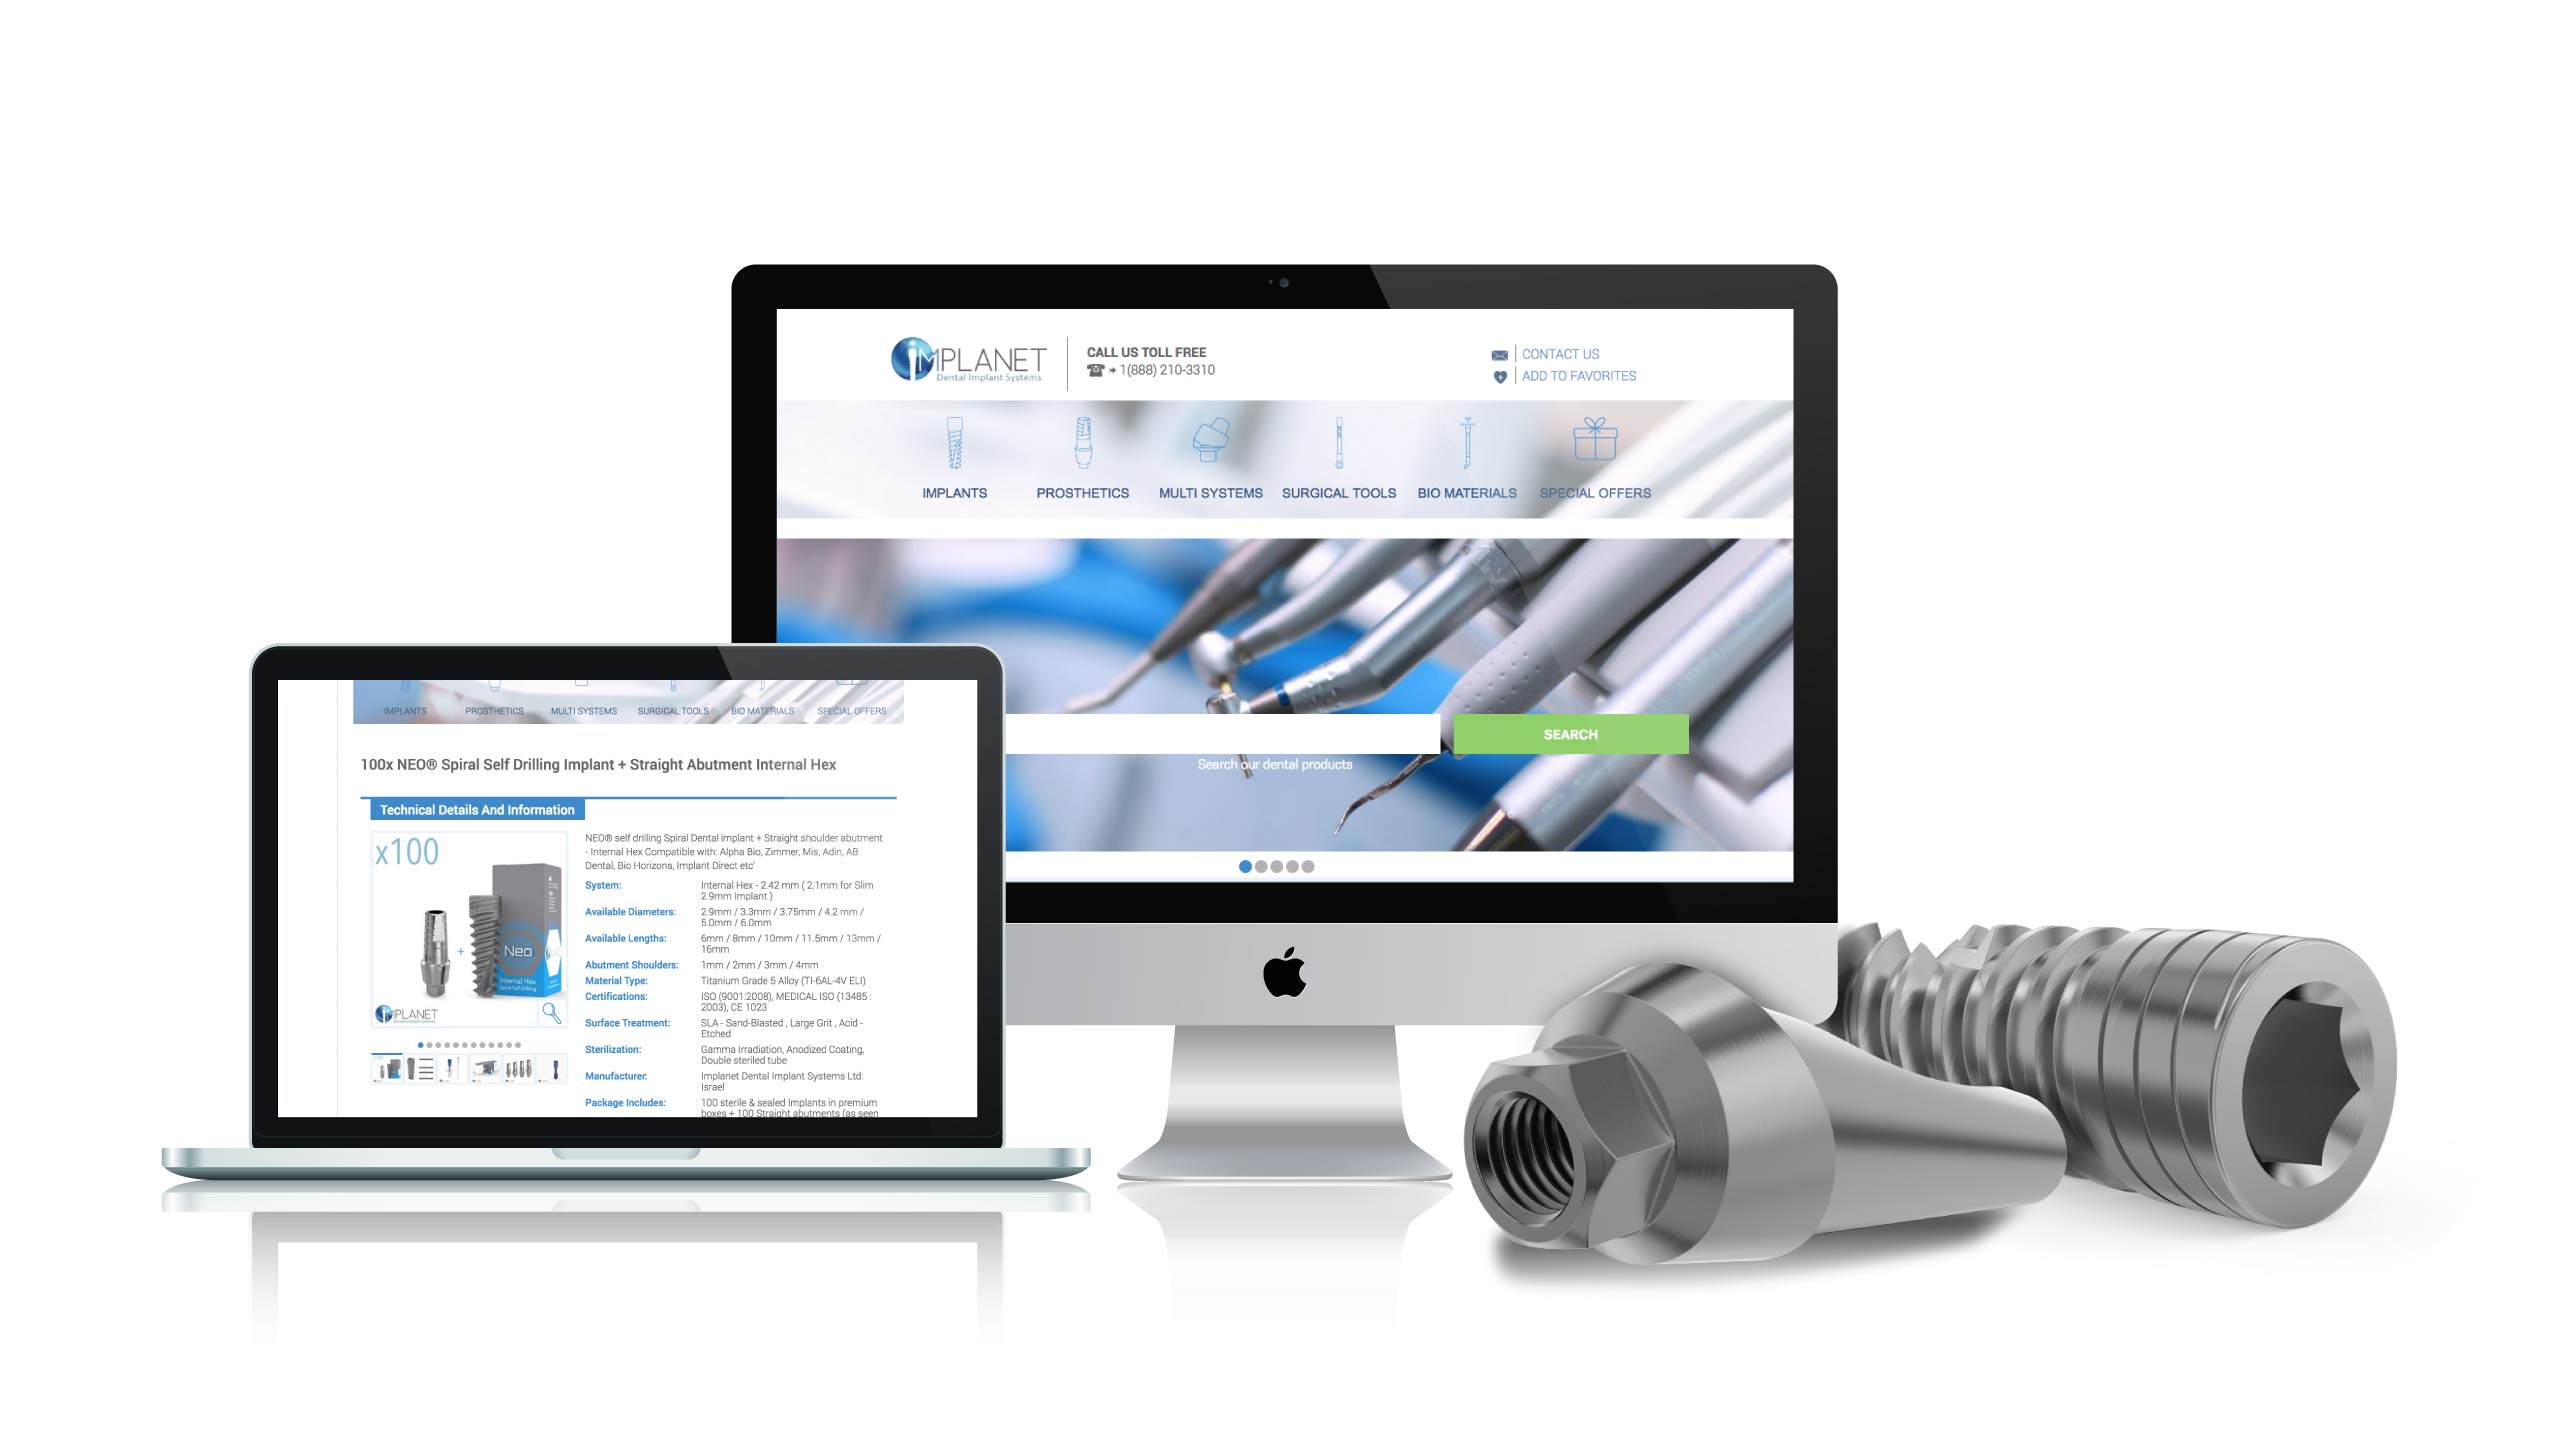 IMPLANET
Dental Implant Systems
CALL US TOLL FREE
1(888) 210-3310
CONTACT US
ADD TO FAVORITES
IMPLANTS
PROSTHETICS
MULTI SYSTEMS
SURGICAL TOOLS
BIO MATERIALS
SPECIAL OFFERS
SEARCH
Search our dental products
IMPLANTS
PROSTHETICS
MULTI SYSTEMS
SURGICAL TOOLS
BIO MATERIALS
SPECIAL OFFERS
100x NEO® Spiral Self Drilling Implant + Straight Abutment Internal Hex
Technical Details And Information
x100
+
Neo
Internal Hex
Spiral Self-Drilling
IMPLANET
Dental Implant Systems
NEO® self drilling Spiral Dental implant + Straight shoulder abutment
- Internal Hex Compatible with: Alpha Bio, Zimmer, Mis, Adin, AB
Dental, Bio Horizons, Implant Direct etc'
System: Internal Hex - 2.42 mm ( 2.1mm for Slim
2.9mm Implant )
Available Diameters: 2.9mm / 3.3mm / 3.75mm / 4.2 mm /
5.0mm / 6.0mm
Available Lengths: 6mm / 8mm / 10mm / 11.5mm / 13mm /
16mm
Abutment Shoulders: 1mm / 2mm / 3mm / 4mm
Material Type: Titanium Grade 5 Alloy (TI-6AL-4V ELI)
Certifications: ISO (9001:2008), MEDICAL ISO (13485 :
2003), CE 1023
Surface Treatment: SLA - Sand-Blasted , Large Grit , Acid -
Etched
Sterilization: Gamma Irradiation, Anodized Coating,
Double steriled tube
Manufacturer: Implanet Dental Implant Systems Ltd.
Israel
Package Includes: 100 sterile & sealed Implants in premium
boxes + 100 Straight abutments (as seen